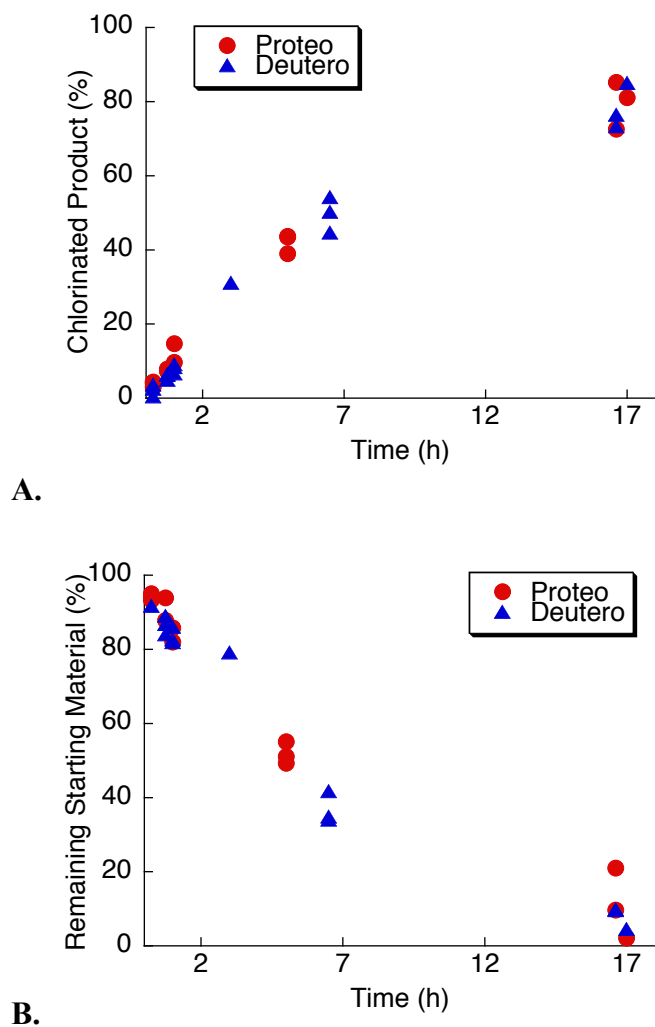 100
80
60
40
20
0
Chlorinated Product (%)
Proteo
Deutero
2 7 12 17
Time (h)
A.
100
80
60
40
20
0
Remaining Starting Material (%)
Proteo
Deutero
2 7 12 17
Time (h)
B.